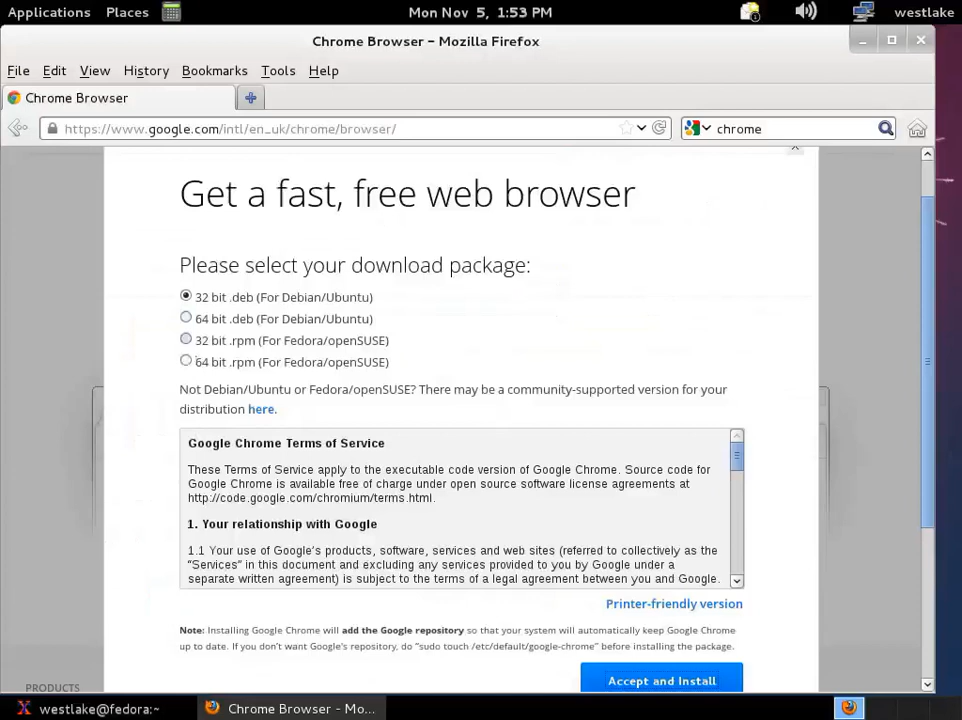 Applications Places Mon Nov 5, 1:53 PM 1 westlake
Chrome Browser – Mozilla Firefox
File Edit View History Bookmarks Tools Help
Chrome Browser
https://www.google.com/intl/en_uk/chrome/browser/ chrome
Get a fast, free web browser
Please select your download package:
32 bit .deb (For Debian/Ubuntu)
64 bit .deb (For Debian/Ubuntu)
32 bit .rpm (For Fedora/openSUSE)
64 bit .rpm (For Fedora/openSUSE)
Not Debian/Ubuntu or Fedora/openSUSE? There may be a community-supported version for your
distribution here.
Google Chrome Terms of Service
These Terms of Service apply to the executable code version of Google Chrome. Source code for
Google Chrome is available free of charge under open source software license agreements at
http://code.google.com/chromium/terms.html.
1. Your relationship with Google
1.1 Your use of Google's products, software, services and web sites (referred to collectively as the
"Services" in this document and excluding any services provided to you by Google under a
separate written agreement) is subject to the terms of a legal agreement between you and Google.
Printer-friendly version
Note: Installing Google Chrome will add the Google repository so that your system will automatically keep Google Chrome
up to date. If you don't want Google's repository, do "sudo touch /etc/default/google-chrome" before installing the package.
Accept and Install
PRODUCTS
westlake@fedora:~ Chrome Browser - Mo...